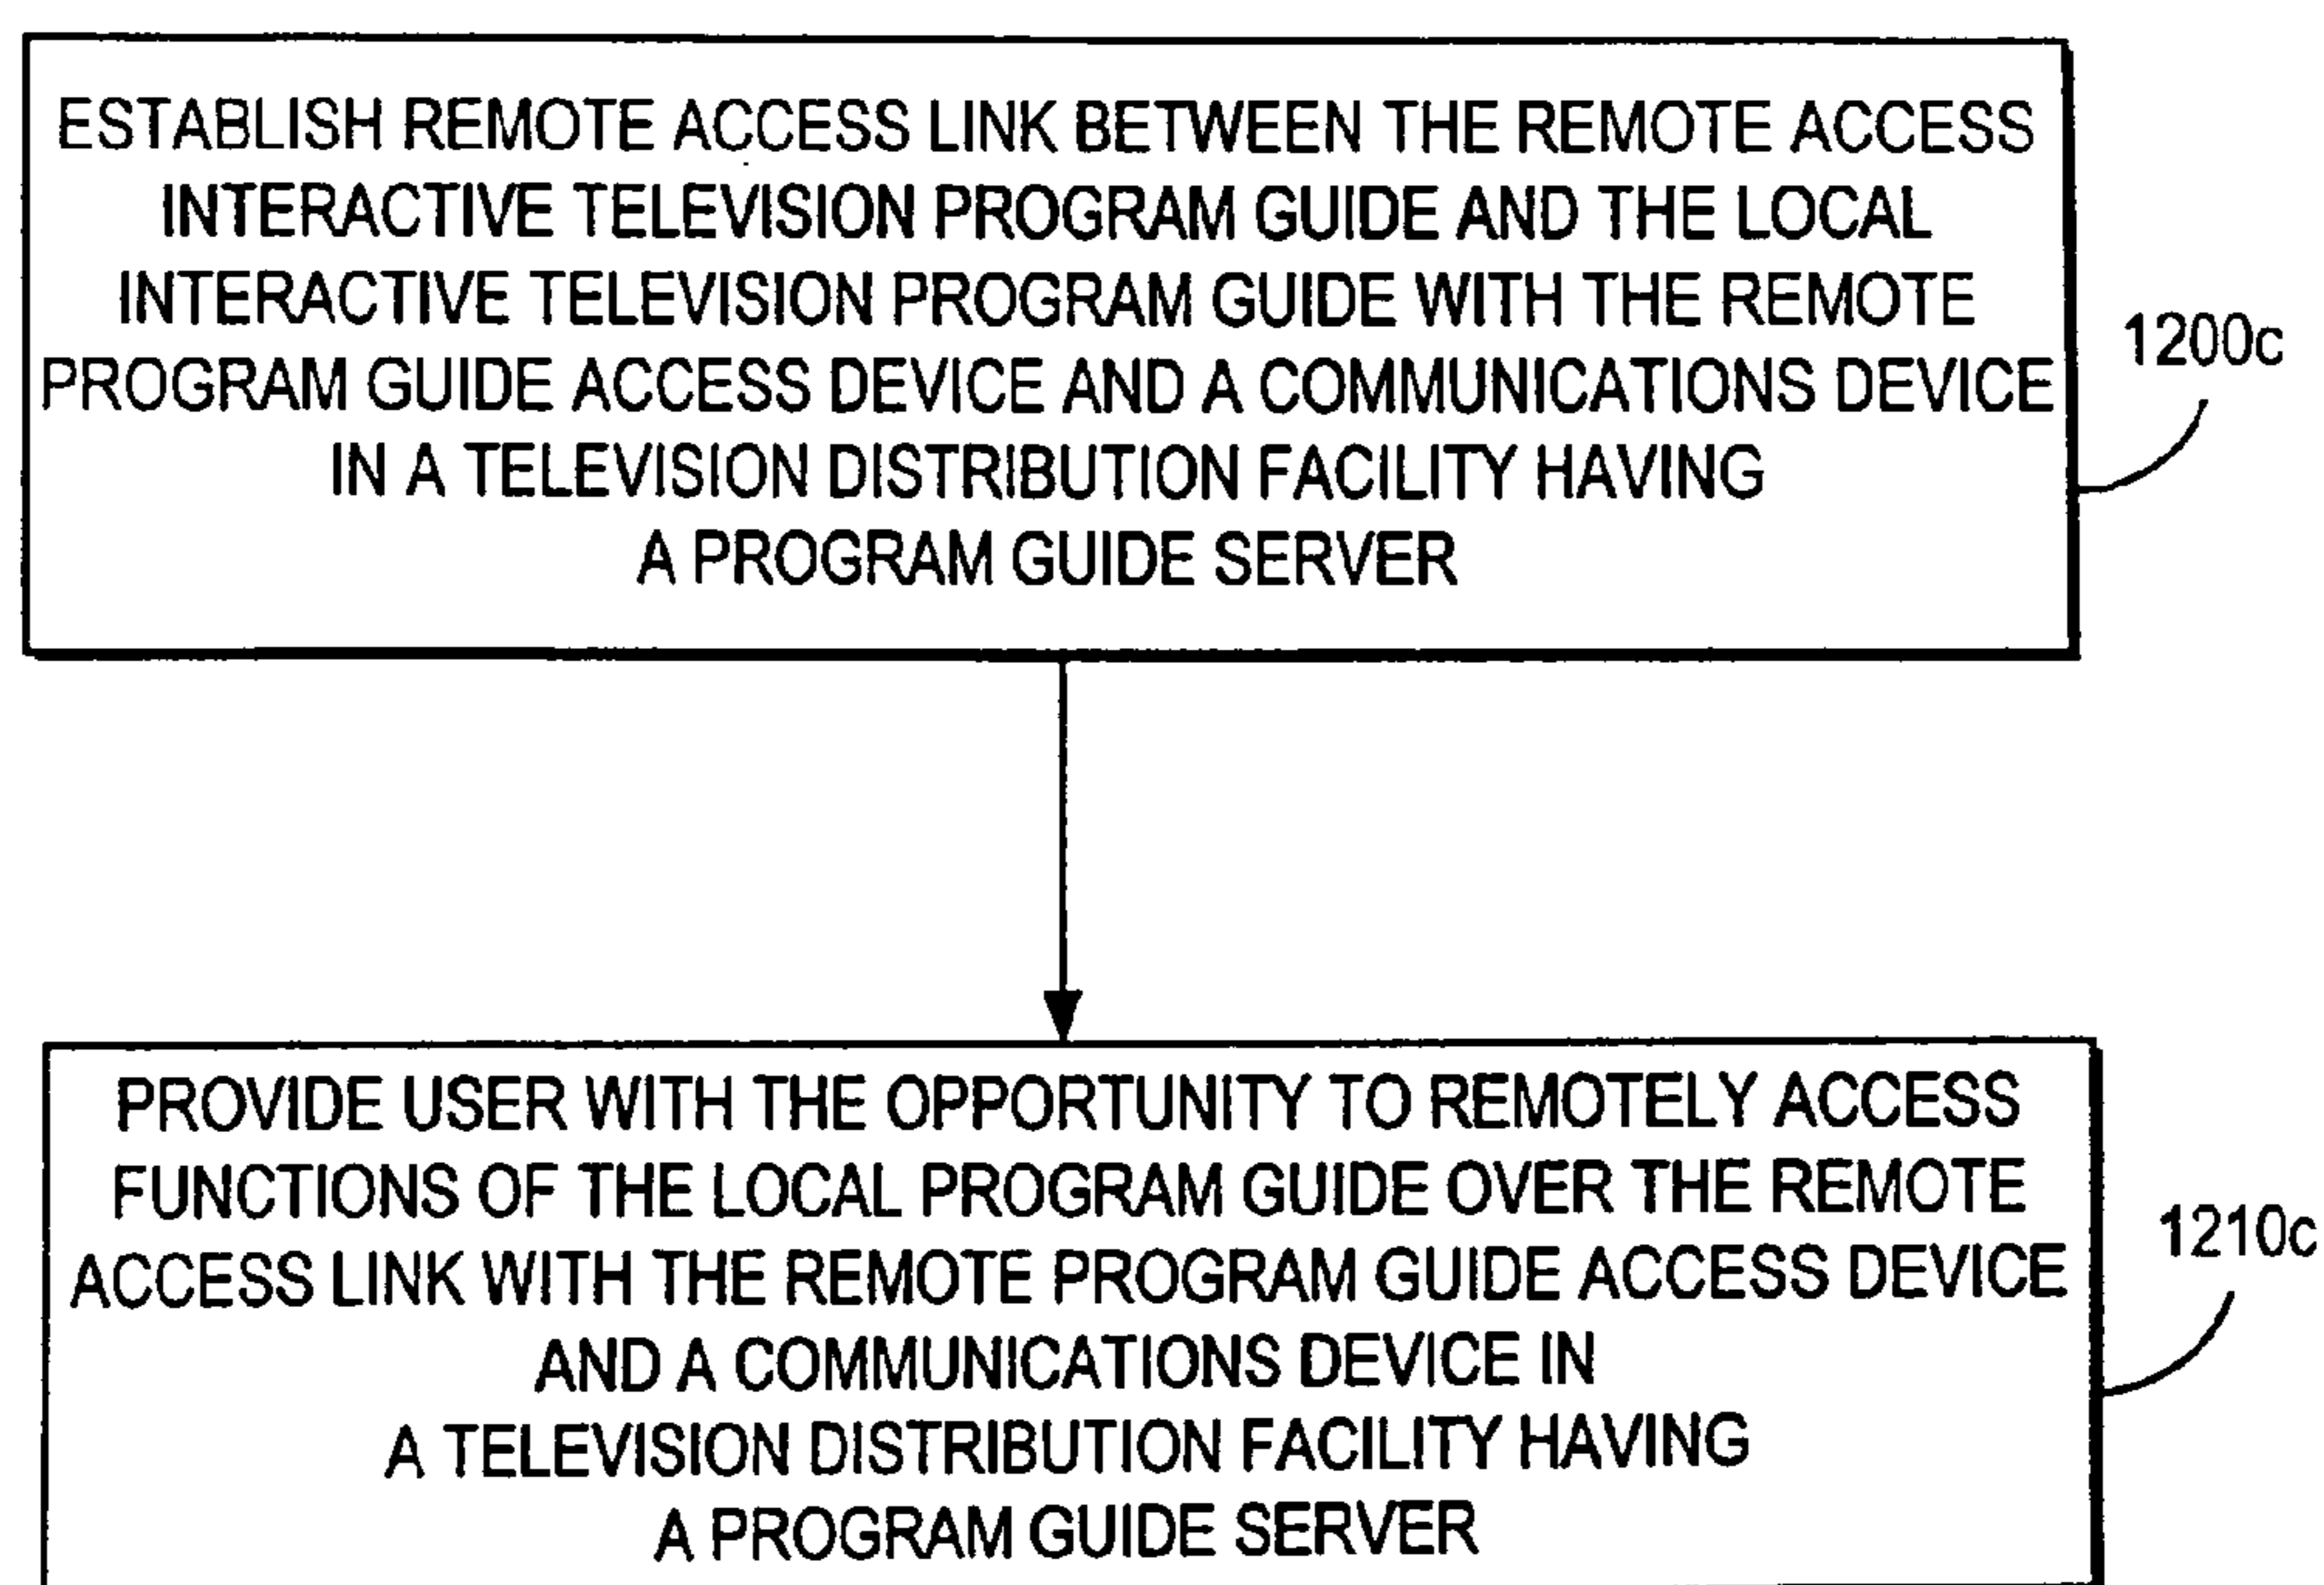 ESTABLISH REMOTE ACCESS LINK BETWEEN THE REMOTE ACCESS
INTERACTIVE TELEVISION PROGRAM GUIDE AND THE LOCAL
INTERACTIVE TELEVISION PROGRAM GUIDE WITH THE REMOTE
PROGRAM GUIDE ACCESS DEVICE AND A COMMUNICATIONS DEVICE
IN A TELEVISION DISTRIBUTION FACILITY HAVING
A PROGRAM GUIDE SERVER
1200c
PROVIDE USER WITH THE OPPORTUNITY TO REMOTELY ACCESS
FUNCTIONS OF THE LOCAL PROGRAM GUIDE OVER THE REMOTE
ACCESS LINK WITH THE REMOTE PROGRAM GUIDE ACCESS DEVICE
AND A COMMUNICATIONS DEVICE IN
A TELEVISION DISTRIBUTION FACILITY HAVING
A PROGRAM GUIDE SERVER
1210c